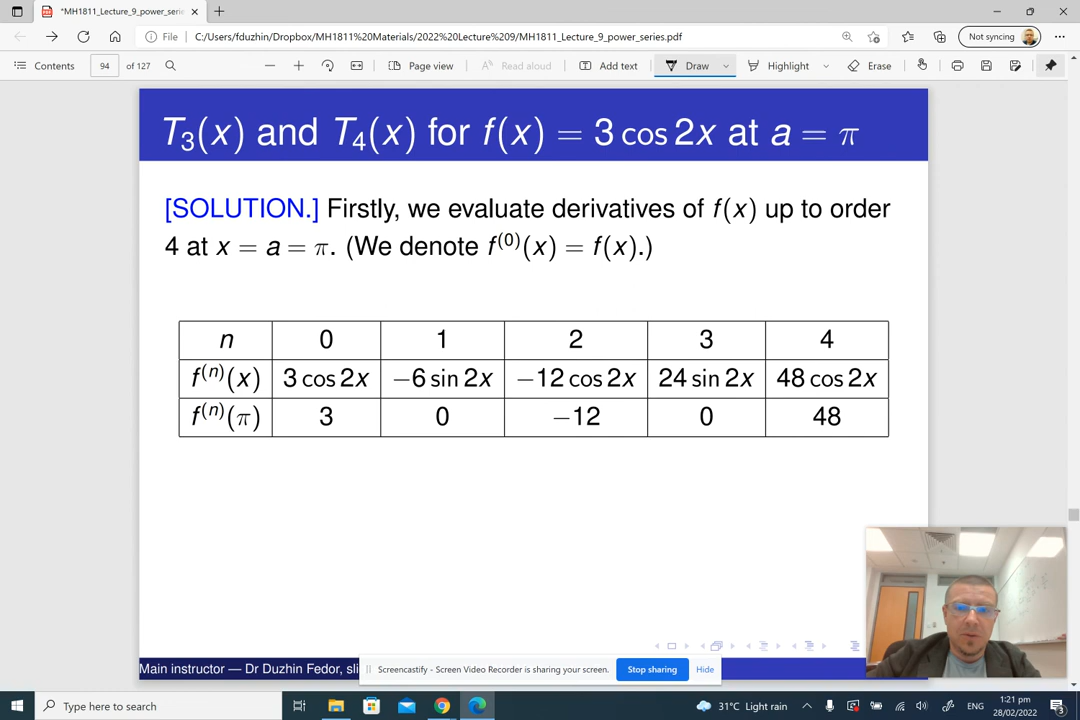 *MH1811_Lecture_9_power_serie
File C:/Users/fduzhin/Dropbox/MH1811%20Materials/2022%20Lecture%209/MH1811_Lecture_9_power_series.pdf
Not syncing
Contents 94 of 127 Page view Read aloud Add text Draw Highlight Erase
T₃(x) and T₄(x) for f(x) = 3 cos 2x at a = π
[SOLUTION.] Firstly, we evaluate derivatives of f(x) up to order
4 at x = a = π. (We denote f⁽⁰⁾(x) = f(x).)
n 0 1 2 3 4
f⁽ⁿ⁾(x) 3 cos 2x −6 sin 2x −12 cos 2x 24 sin 2x 48 cos 2x
f⁽ⁿ⁾(π) 3 0 −12 0 48
Main instructor — Dr Duzhin Fedor, sli
Screencastify - Screen Video Recorder is sharing your screen. Stop sharing Hide
Type here to search
31°C Light rain
ENG
1:21 pm
28/02/2022
3